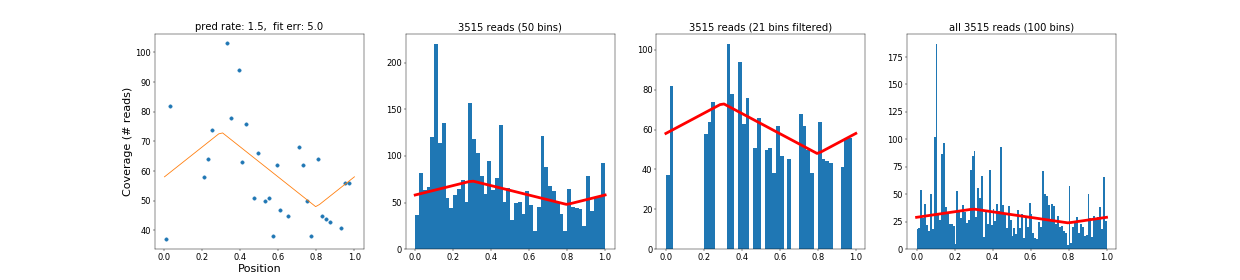 pred rate: 1.5,  fit err: 5.0
Coverage (# reads)
100
90
80
70
60
50
40
0.0 0.2 0.4 0.6 0.8 1.0
Position
3515 reads (50 bins)
200
150
100
50
0
0.0 0.2 0.4 0.6 0.8 1.0
3515 reads (21 bins filtered)
100
80
60
40
20
0
0.0 0.2 0.4 0.6 0.8 1.0
all 3515 reads (100 bins)
175
150
125
100
75
50
25
0
0.0 0.2 0.4 0.6 0.8 1.0